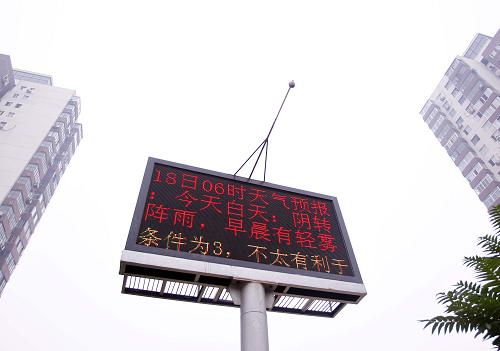 18日06时天气预报
：今天白天：阴转
阵雨，早晨有轻雾
条件为3，不太有利于